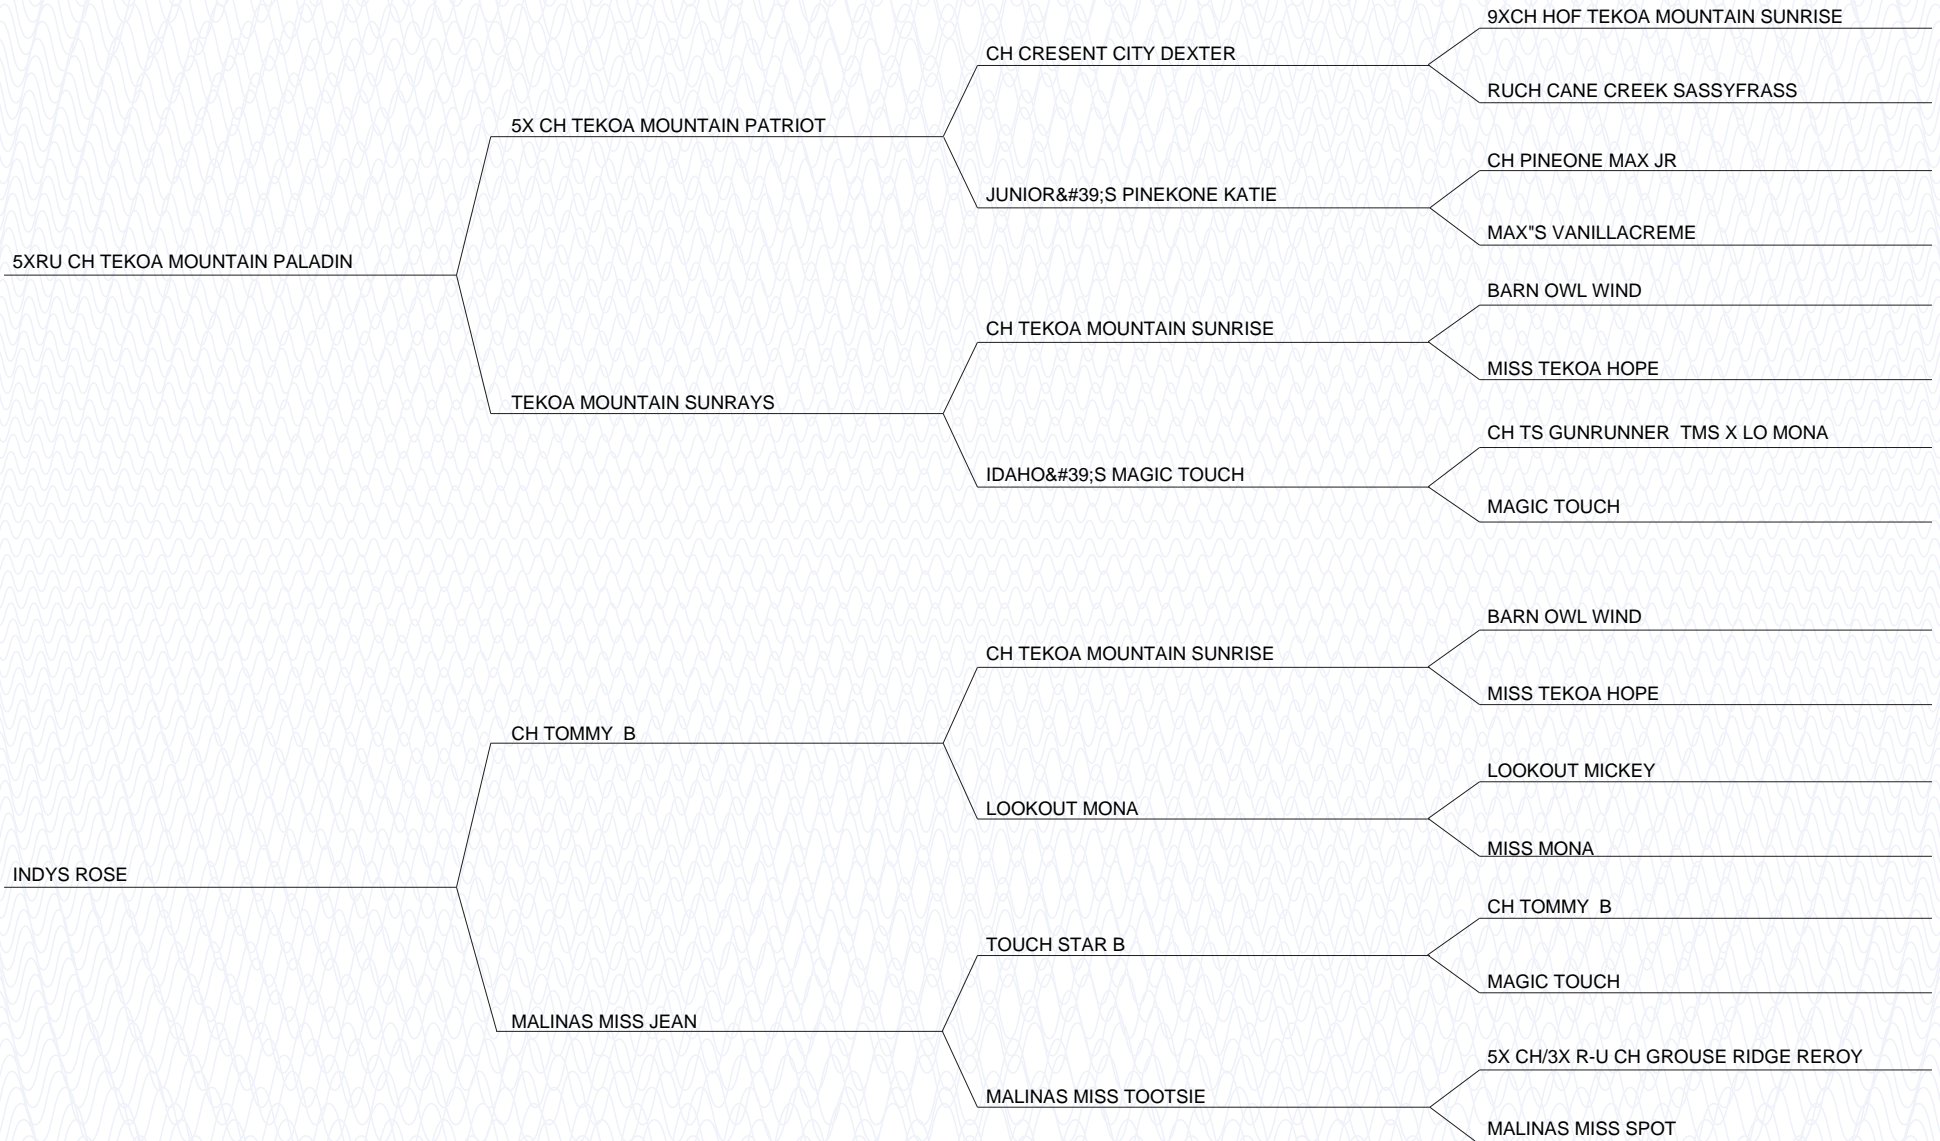 9XCH HOF TEKOA MOUNTAIN SUNRISE
CH CRESENT CITY DEXTER
RUCH CANE CREEK SASSYFRASS
5X CH TEKOA MOUNTAIN PATRIOT
CH PINEONE MAX JR
JUNIOR&#39;S PINEKONE KATIE
MAX"S VANILLACREME
5XRU CH TEKOA MOUNTAIN PALADIN
BARN OWL WIND
CH TEKOA MOUNTAIN SUNRISE
MISS TEKOA HOPE
TEKOA MOUNTAIN SUNRAYS
CH TS GUNRUNNER  TMS X LO MONA
IDAHO&#39;S MAGIC TOUCH
MAGIC TOUCH
BARN OWL WIND
CH TEKOA MOUNTAIN SUNRISE
MISS TEKOA HOPE
CH TOMMY  B
LOOKOUT MICKEY
LOOKOUT MONA
MISS MONA
INDYS ROSE
CH TOMMY  B
TOUCH STAR B
MAGIC TOUCH
MALINAS MISS JEAN
5X CH/3X R-U CH GROUSE RIDGE REROY
MALINAS MISS TOOTSIE
MALINAS MISS SPOT